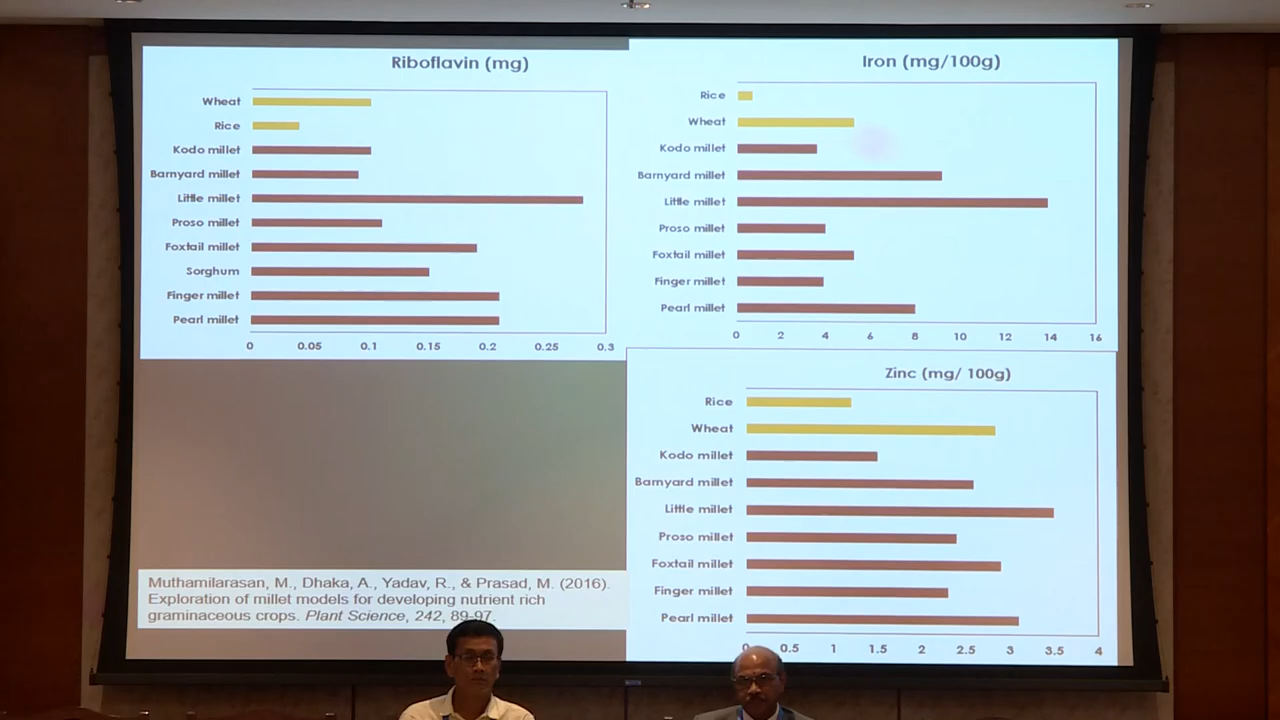 Riboflavin (mg)
Wheat
Rice
Kodo millet
Barnyard millet
Little millet
Proso millet
Foxtail millet
Sorghum
Finger millet
Pearl millet
0 0.05 0.1 0.15 0.2 0.25 0.3
Iron (mg/100g)
Rice
Wheat
Kodo millet
Barnyard millet
Little millet
Proso millet
Foxtail millet
Finger millet
Pearl millet
0 2 4 6 8 10 12 14 16
Zinc (mg/ 100g)
Rice
Wheat
Kodo millet
Barnyard millet
Little millet
Proso millet
Foxtail millet
Finger millet
Pearl millet
0 0.5 1 1.5 2 2.5 3 3.5 4
Muthamilarasan, M., Dhaka, A., Yadav, R., & Prasad, M. (2016).
Exploration of millet models for developing nutrient rich
graminaceous crops. Plant Science, 242, 89-97.